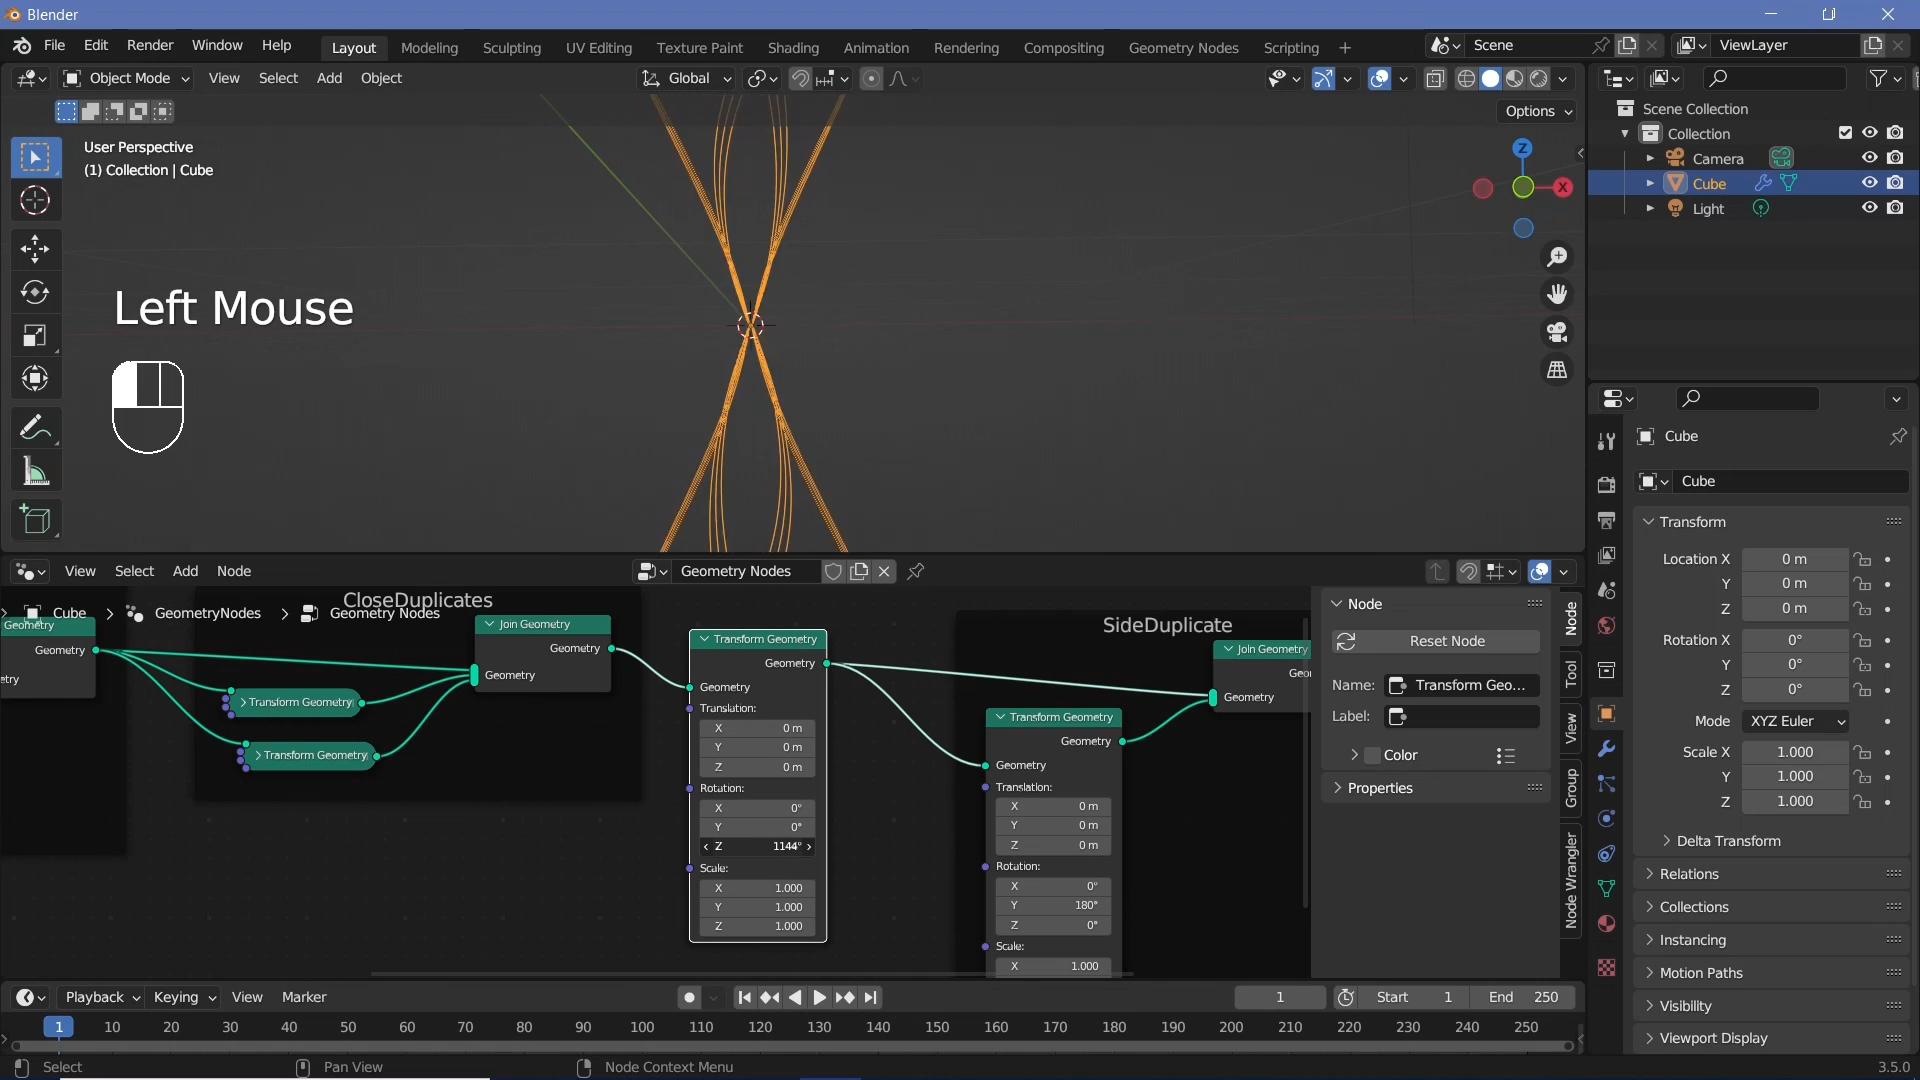 Blender
File Edit Render Window Help
Layout Modeling Sculpting UV Editing Texture Paint Shading Animation Rendering Compositing Geometry Nodes Scripting
Scene
ViewLayer
Object Mode View Select Add Object
Global
Options
User Perspective
(1) Collection | Cube
Z
X
Left Mouse
Scene Collection
Collection
Camera
Cube
Light
Cube
Cube
Transform
Location X 0 m
Y 0 m
Z 0 m
Rotation X 0°
Y 0°
Z 0°
Mode XYZ Euler
Scale X 1.000
Y 1.000
Z 1.000
Delta Transform
Relations
Collections
Instancing
Motion Paths
Visibility
Viewport Display
View Select Add Node
Geometry Nodes
Cube > GeometryNodes > Geometry Nodes
CloseDuplicates
Geometry
Geometry
etry
Transform Geometry
Transform Geometry
Join Geometry
Geometry
Geometry
Transform Geometry
Geometry
Geometry
Translation:
X 0 m
Y 0 m
Z 0 m
Rotation:
X 0°
Y 0°
Z 1144°
Scale:
X 1.000
Y 1.000
Z 1.000
SideDuplicate
Join Geometry
Geo
Geometry
Transform Geometry
Geometry
Geometry
Translation:
X 0 m
Y 0 m
Z 0 m
Rotation:
X 0°
Y 180°
Z 0°
Scale:
X 1.000
Node
Reset Node
Name: Transform Geo...
Label:
Color
Properties
Node
Tool
View
Group
Node Wrangler
Playback Keying View Marker
1
Start 1
End 250
1 10 20 30 40 50 60 70 80 90 100 110 120 130 140 150 160 170 180 190 200 210 220 230 240 250
Select
Pan View
Node Context Menu
3.5.0